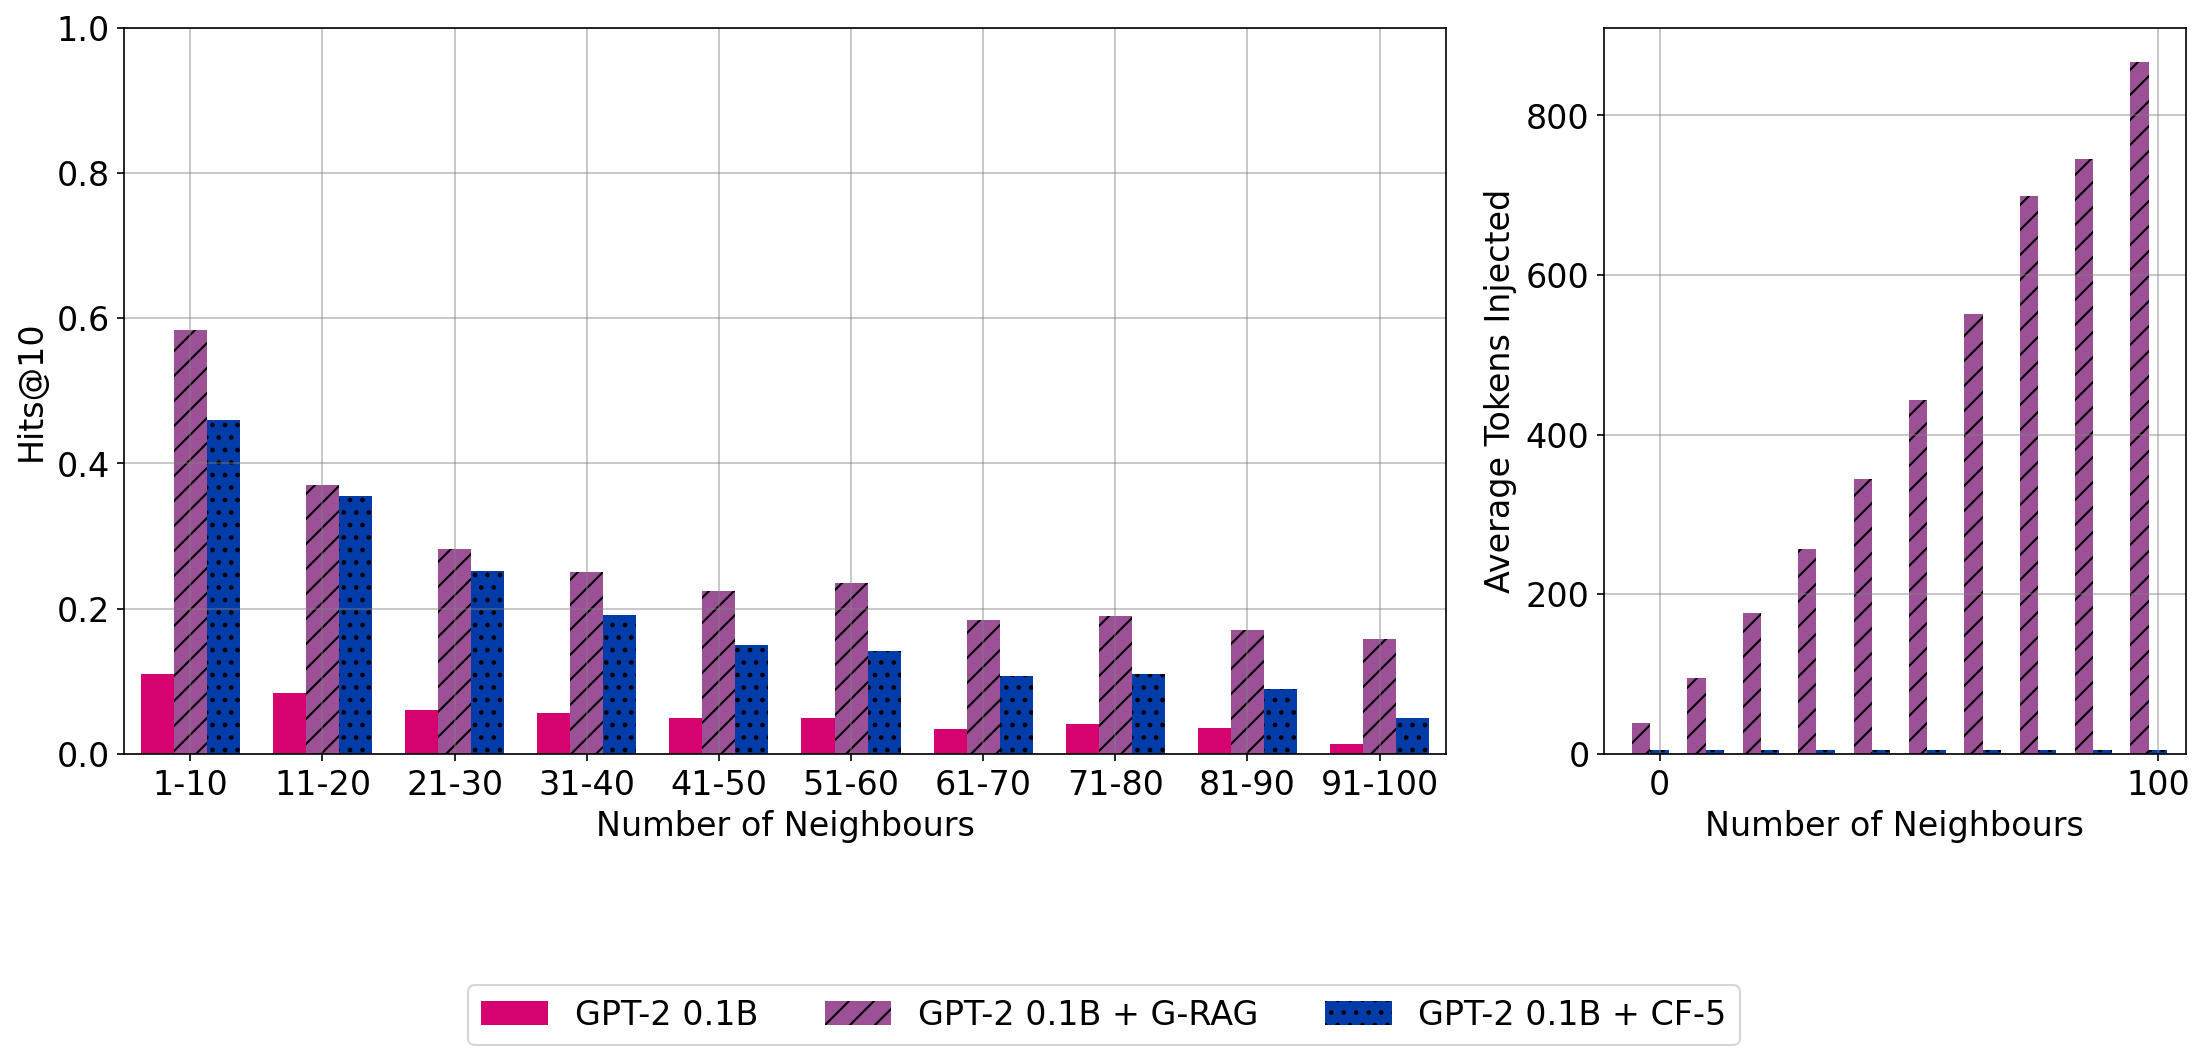 1.0
0.8
0.6
0.4
0.2
0.0
Hits@10
1-10 11-20 21-30 31-40 41-50 51-60 61-70 71-80 81-90 91-100
Number of Neighbours
800
600
400
200
0
Average Tokens Injected
0 100
Number of Neighbours
GPT-2 0.1B GPT-2 0.1B + G-RAG GPT-2 0.1B + CF-5